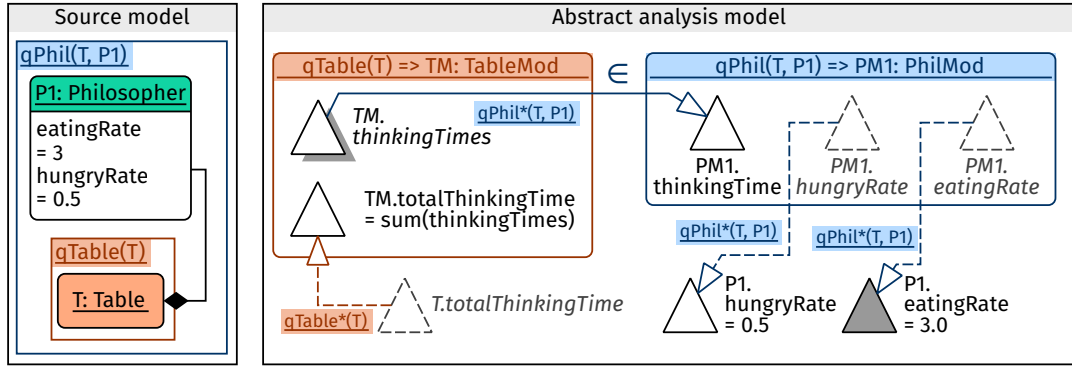 Source model
qPhil(T, P1)
P1: Philosopher
eatingRate
= 3
hungryRate
= 0.5
qTable(T)
T: Table
Abstract analysis model
qTable(T) => TM: TableMod
∈
qPhil(T, P1) => PM1: PhilMod
TM.
thinkingTimes
qPhil*(T, P1)
PM1.
thinkingTime
PM1.
hungryRate
PM1.
eatingRate
TM.totalThinkingTime
= sum(thinkingTimes)
qPhil*(T, P1)
qPhil*(T, P1)
qTable*(T)
T.totalThinkingTime
P1.
hungryRate
= 0.5
P1.
eatingRate
= 3.0